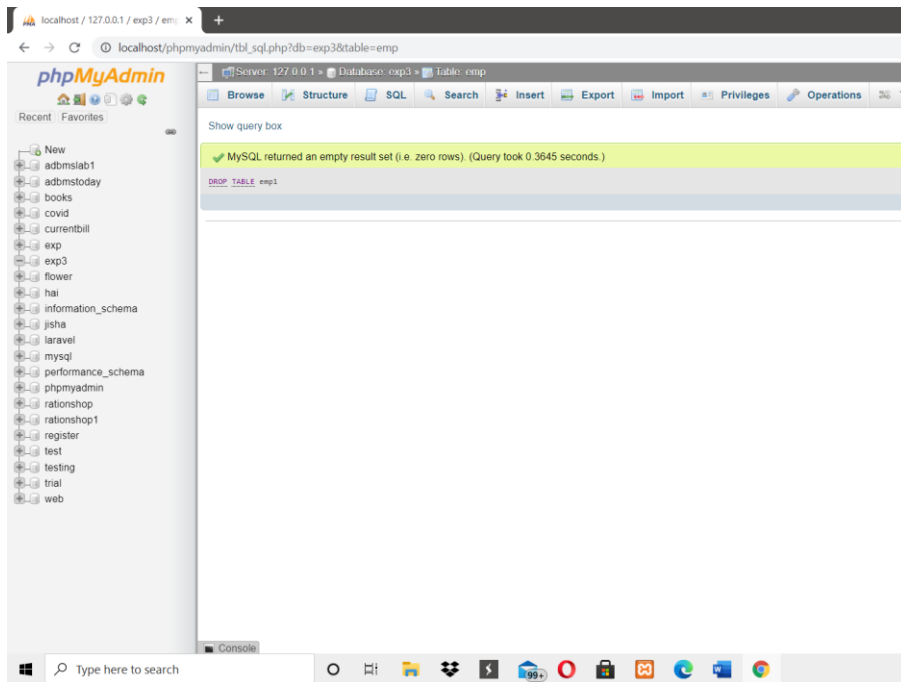 localhost / 127.0.0.1 / exp3 / emp
localhost/phpmyadmin/tbl_sql.php?db=exp3&table=emp
phpMyAdmin
Recent Favorites
New
adbmslab1
adbmstoday
books
covid
currentbill
exp
exp3
flower
hai
information_schema
jisha
laravel
mysql
performance_schema
phpmyadmin
rationshop
rationshop1
register
test
testing
trial
web
Server: 127.0.0.1 » Database: exp3 » Table: emp
Browse Structure SQL Search Insert Export Import Privileges Operations
Show query box
MySQL returned an empty result set (i.e. zero rows). (Query took 0.3645 seconds.)
DROP TABLE emp1
Console
Type here to search
99+